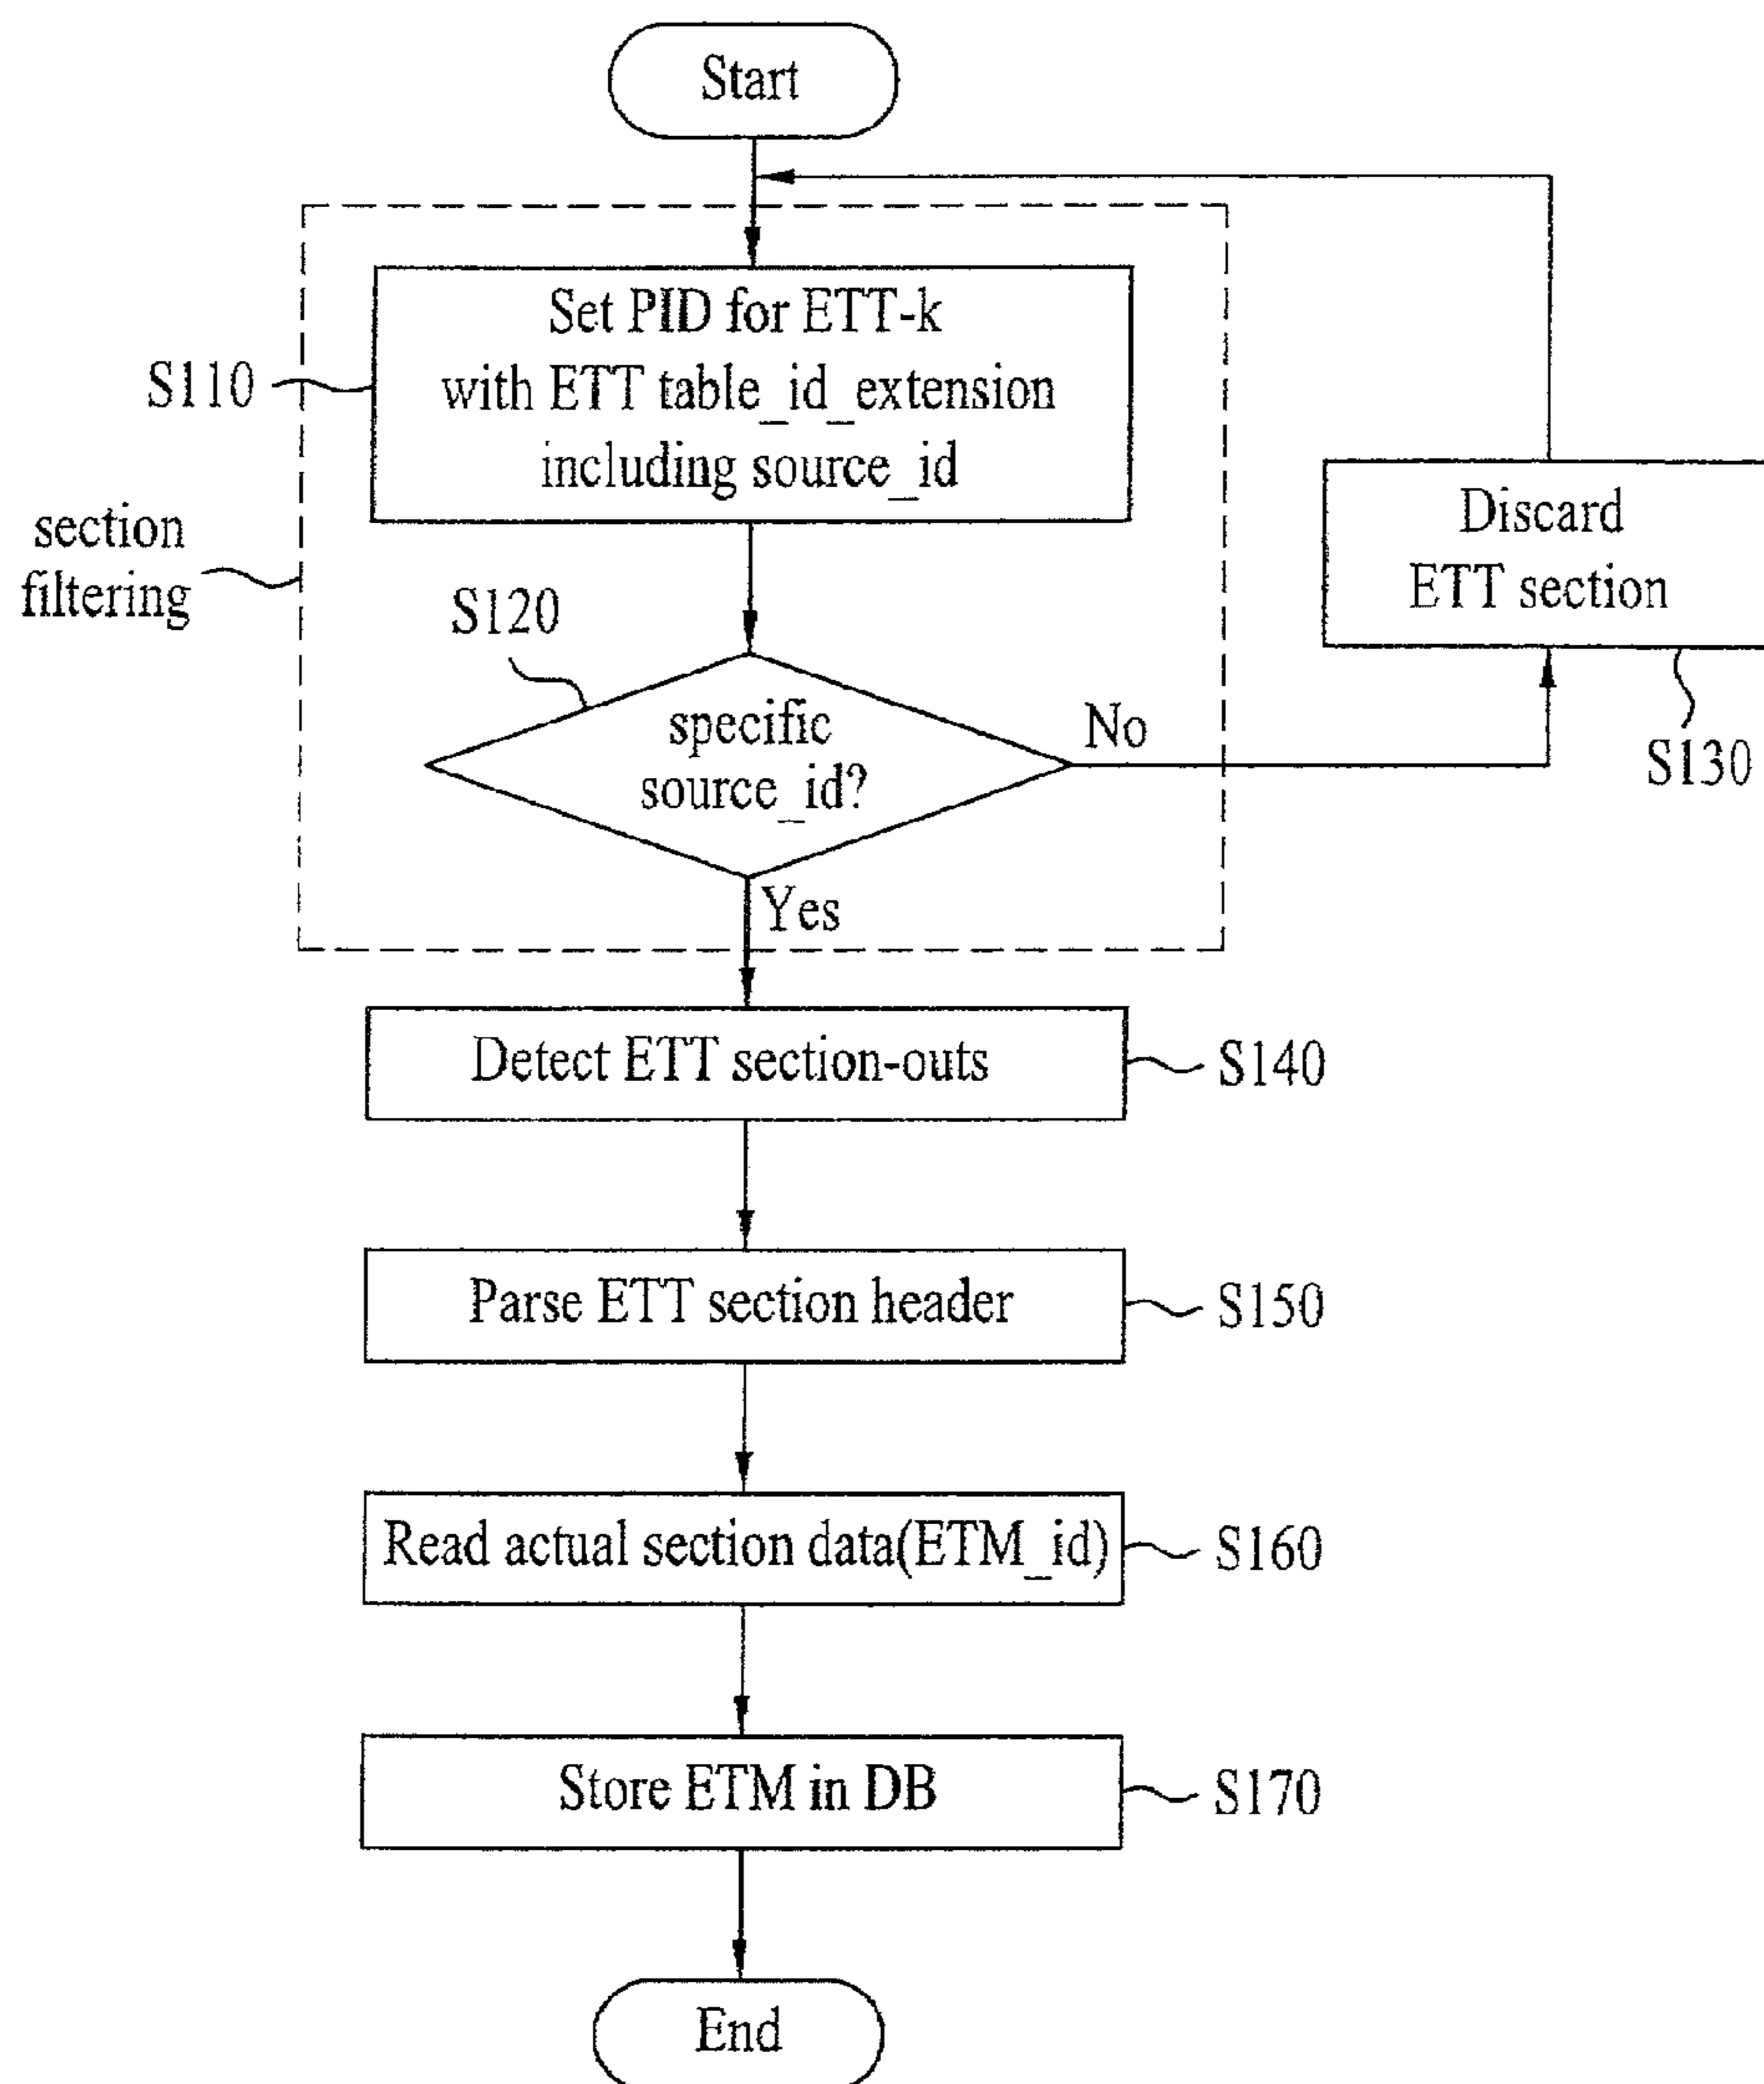 Start
Set PID for ETT-k
with ETT table_id_extension
including source_id
S110
section
filtering
Discard
ETT section
S120
specific
source_id?
No
S130
Yes
Detect ETT section-outs
S140
Parse ETT section header
S150
Read actual section data(ETM_id)
S160
Store ETM in DB
S170
End